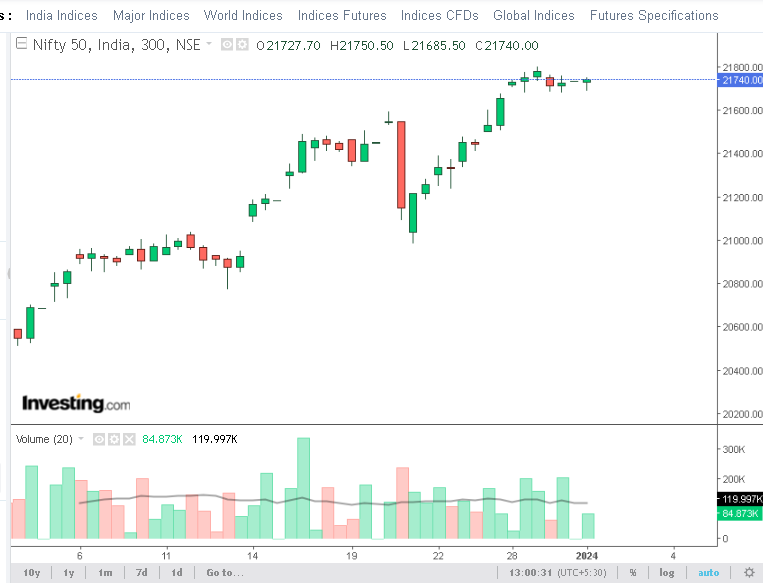 s : India Indices Major Indices World Indices Indices Futures Indices CFDs Global Indices Futures Specifications
Nifty 50, India, 300, NSE O21727.70 H21750.50 L21685.50 C21740.00
21800.00
21740.00
21600.00
21400.00
21200.00
21000.00
20800.00
20600.00
20400.00
20200.00
Investing.com
Volume (20) 84.873K 119.997K
300K
200K
119.997K
84.873K
0
6 11 14 19 22 28 2024 4
10y 1y 1m 7d 1d Go to... 13:00:31 (UTC+5:30) % log auto